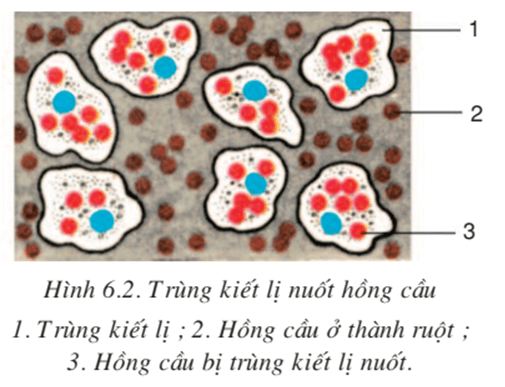 1
2
3
Hình 6.2. Trùng kiết lị nuốt hồng cầu
1. Trùng kiết lị ; 2. Hồng cầu ở thành ruột ;
3. Hồng cầu bị trùng kiết lị nuốt.